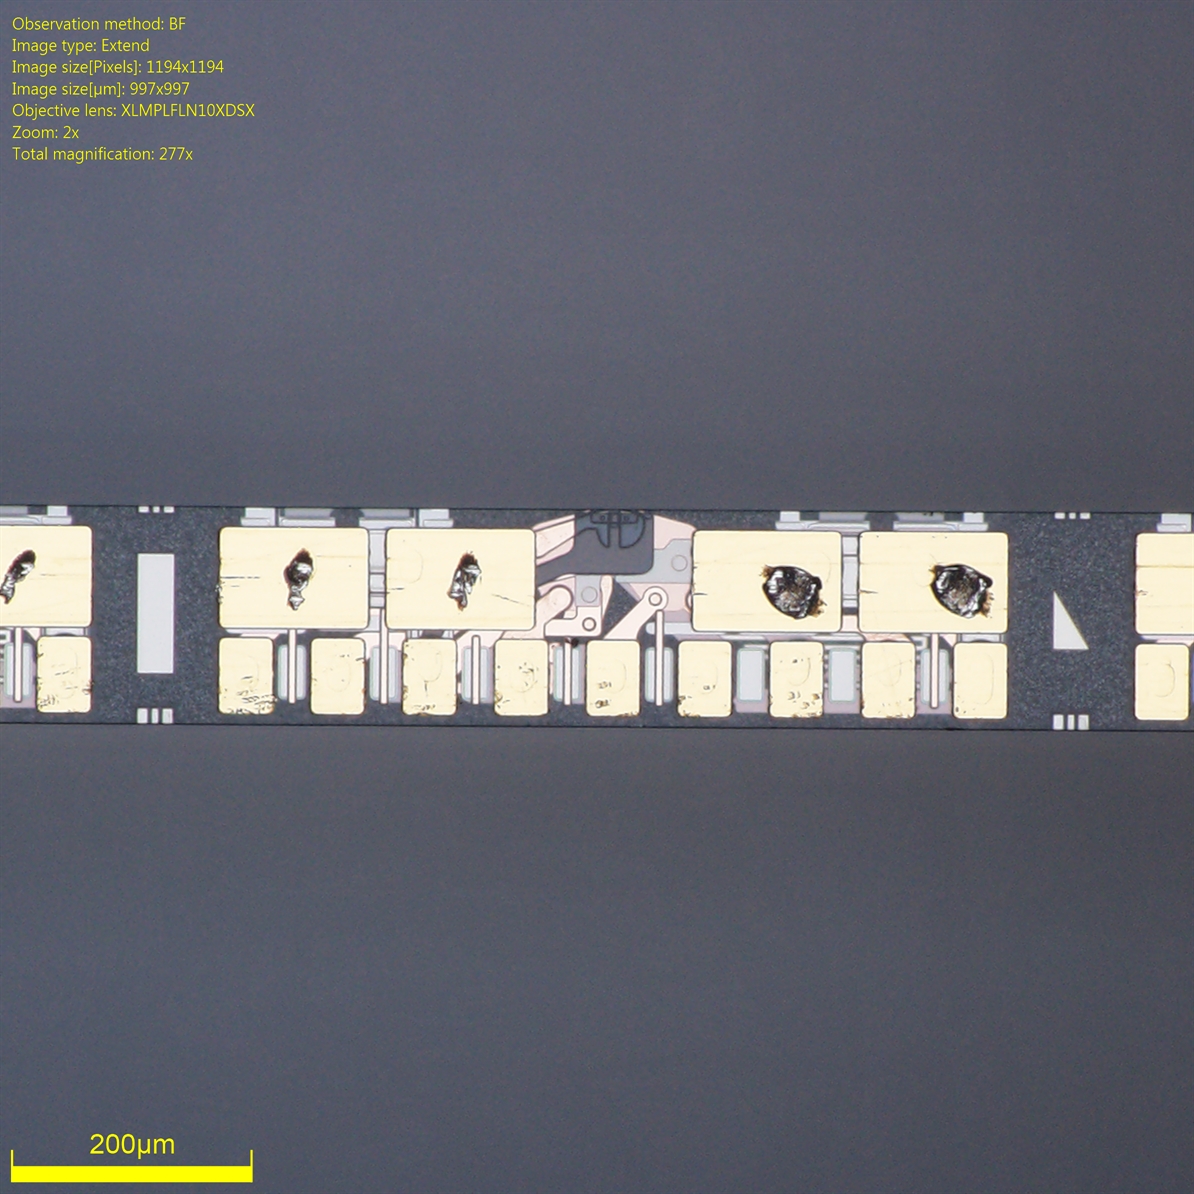 Observation method: BF
Image type: Extend
Image size[Pixels]: 1194x1194
Image size[µm]: 997x997
Objective lens: XLMPLFLN10XDSX
Zoom: 2x
Total magnification: 277x
200µm